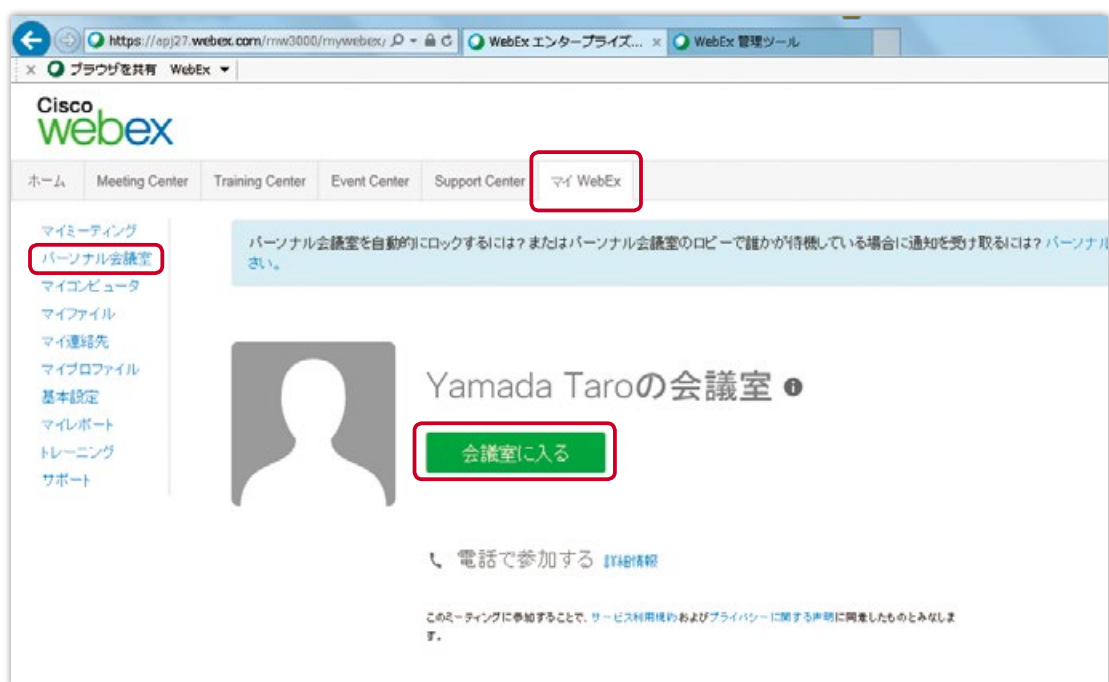 https://apj27.webex.com/mw3000/mywebex/
WebEx エンタープライズ... ×
WebEx 管理ツール
× ブラウザを共有 WebEx
Cisco
webex
ホーム Meeting Center Training Center Event Center Support Center マイ WebEx
マイミーティング
パーソナル会議室
マイコンピュータ
マイファイル
マイ連絡先
マイプロファイル
基本設定
マイレポート
トレーニング
サポート
パーソナル会議室を自動的にロックするには？またはパーソナル会議室のロビーで誰かが待機している場合に通知を受け取るには？パーソナル
さい。
Yamada Taroの会議室
会議室に入る
電話で参加する 詳細情報
このミーティングに参加することで、サービス利用規約およびプライバシーに関する声明に同意したものとみなしま
す。